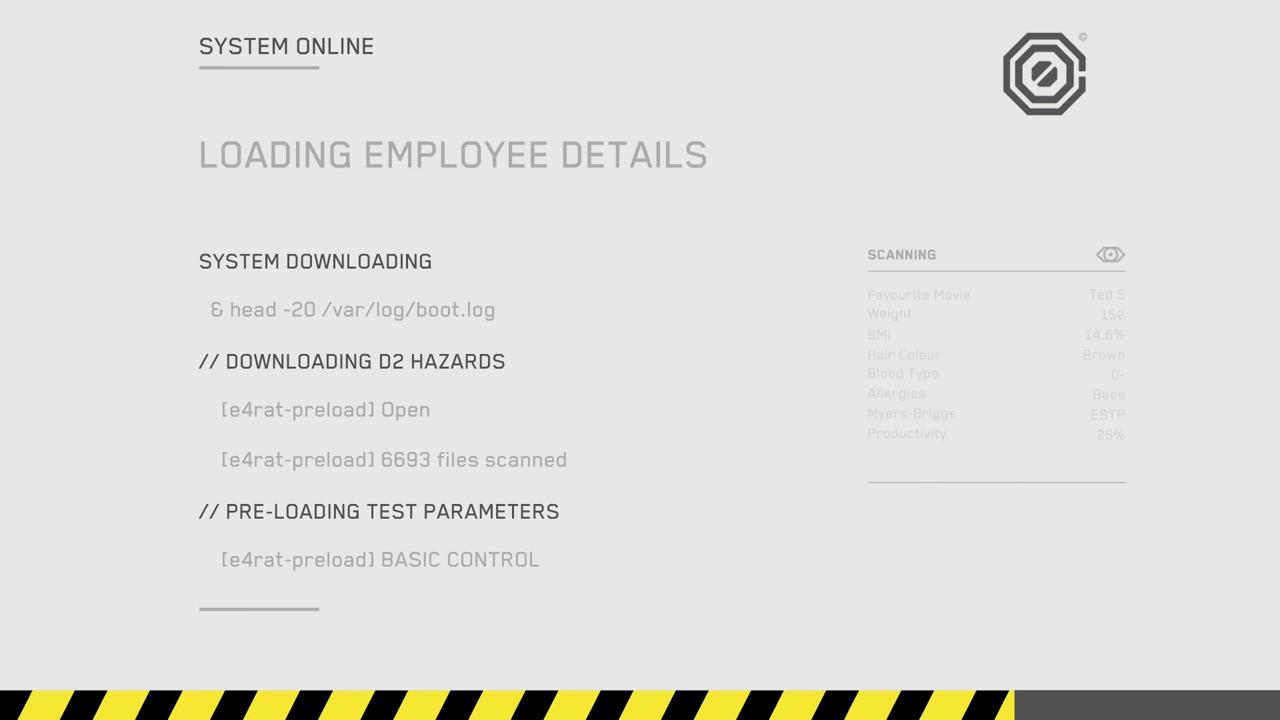 SYSTEM ONLINE
©
LOADING EMPLOYEE DETAILS
SYSTEM DOWNLOADING
& head -20 /var/log/boot.log
// DOWNLOADING D2 HAZARDS
[e4rat-preload] Open
[e4rat-preload] 6693 files scanned
// PRE-LOADING TEST PARAMETERS
[e4rat-preload] BASIC CONTROL
SCANNING
Favourite Movie Ted 5
Weight 152
BMI 14.6%
Hair Colour Brown
Blood Type O-
Allergies Bees
Myers-Briggs ESTP
Productivity 25%